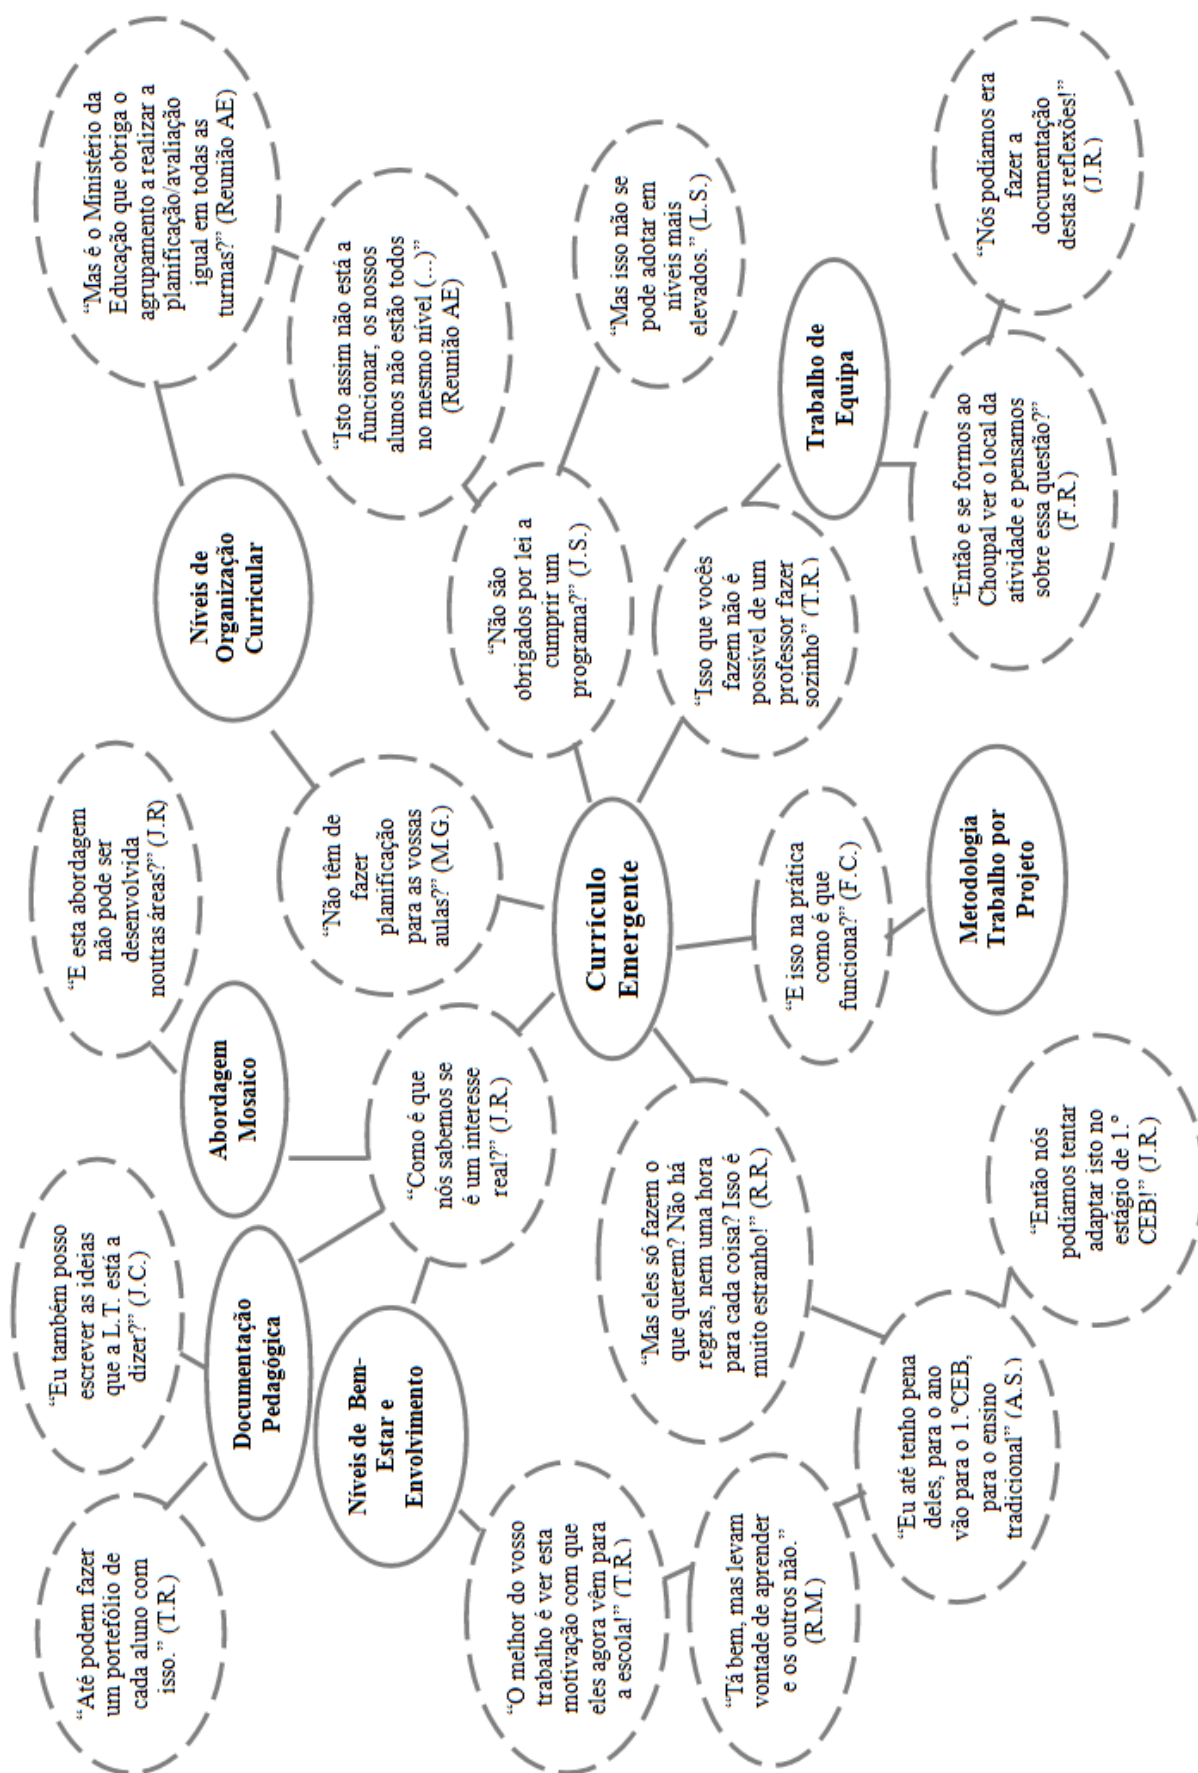 “Até podem fazer
um portefólio de
cada aluno com
isso.” (T.R.)
“Eu também posso
escrever as ideias
que a L.T. está a
dizer?” (J.C.)
“E esta abordagem
não pode ser
desenvolvida
noutras áreas?” (J.R)
“Mas é o Ministério da
Educação que obriga o
agrupamento a realizar a
planificação/avaliação
igual em todas as
turmas?” (Reunião AE)
Documentação
Pedagógica
Abordagem
Mosaico
Níveis de
Organização
Curricular
“Isto assim não está a
funcionar, os nossos
alunos não estão todos
no mesmo nível (...)”
(Reunião AE)
Níveis de Bem-
Estar e
Envolvimento
“Como é que
nós sabemos se
é um interesse
real?” (J.R.)
“Não têm de
fazer
planificação
para as vossas
aulas?” (M.G.)
“Não são
obrigados por lei a
cumprir um
programa?” (J.S.)
“Mas isso não se
pode adotar em
níveis mais
elevados.” (L.S.)
“O melhor do vosso
trabalho é ver esta
motivação com que
eles agora vêm para
a escola!” (T.R.)
Currículo
Emergente
“Mas eles só fazem o
que querem? Não há
regras, nem uma hora
para cada coisa? Isso é
muito estranho!” (R.R.)
“Isso que vocês
fazem não é
possível de um
professor fazer
sozinho” (T.R.)
Trabalho de
Equipa
“Tá bem, mas levam
vontade de aprender
e os outros não.”
(R.M.)
“E isso na prática
como é que
funciona?” (F.C.)
“Eu até tenho pena
deles, para o ano
vão para o 1.ºCEB,
para o ensino
tradicional” (A.S.)
“Então nós
podíamos tentar
adaptar isto no
estágio de 1.º
CEB!” (J.R.)
Metodologia
Trabalho por
Projeto
“Então e se formos ao
Choupal ver o local da
atividade e pensamos
sobre essa questão?”
(F.R.)
“Nós podíamos era
fazer a
documentação
destas reflexões!”
(J.R.)